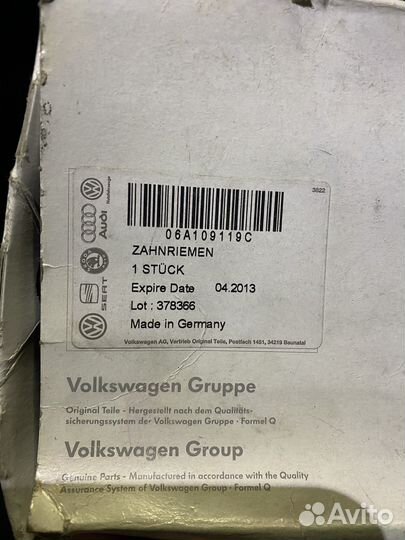 3822
Nutzfahrzeuge
Audi
SEAT
06A109119C
ZAHNRIEMEN
1 STÜCK
Expire Date 04.2013
Lot : 378366
Made in Germany
Volkswagen AG, Vertrieb Original Teile, Postfach 1451, 34219 Baunatal
Volkswagen Gruppe
Original Teile - Hergestellt nach dem Qualitäts-
sicherungssystem der Volkswagen Gruppe · Formel Q
Volkswagen Group
Genuine Parts - Manufactured in accordance with the Quality
Assurance System of Volkswagen Group · Formel Q
Avito